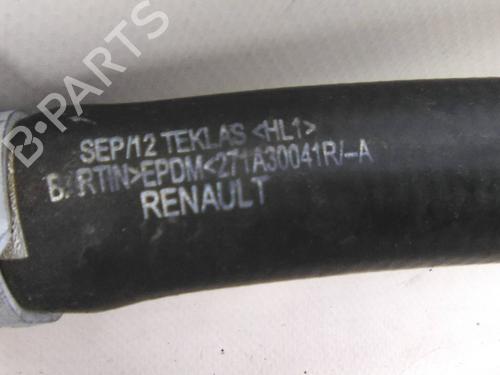 SEP/12 TEKLAS <HL1>
BARTIN>EPDM<271A30041R/-A
RENAULT
B-PARTS